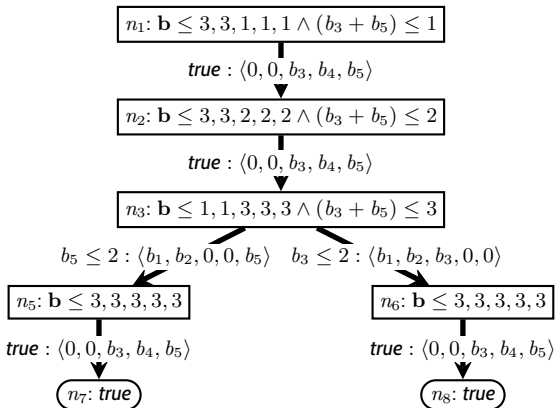 n₁: b ≤ 3, 3, 1, 1, 1 ∧ (b₃ + b₅) ≤ 1
true : ⟨0, 0, b₃, b₄, b₅⟩
n₂: b ≤ 3, 3, 2, 2, 2 ∧ (b₃ + b₅) ≤ 2
true : ⟨0, 0, b₃, b₄, b₅⟩
n₃: b ≤ 1, 1, 3, 3, 3 ∧ (b₃ + b₅) ≤ 3
b₅ ≤ 2 : ⟨b₁, b₂, 0, 0, b₅⟩ b₃ ≤ 2 : ⟨b₁, b₂, b₃, 0, 0⟩
n₅: b ≤ 3, 3, 3, 3, 3 n₆: b ≤ 3, 3, 3, 3, 3
true : ⟨0, 0, b₃, b₄, b₅⟩ true : ⟨0, 0, b₃, b₄, b₅⟩
n₇: true n₈: true